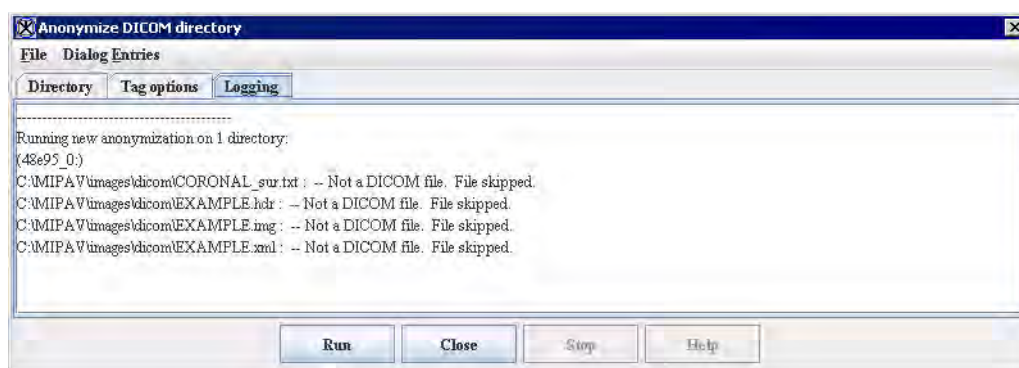 Anonymize DICOM directory
File Dialog Entries
Directory Tag options Logging
------------------------------------------
Running new anonymization on 1 directory:
(48e95_0:)
C:\MIPAV\images\dicom\CORONAL_sur.txt : -- Not a DICOM file. File skipped.
C:\MIPAV\images\dicom\EXAMPLE.hdr : -- Not a DICOM file. File skipped.
C:\MIPAV\images\dicom\EXAMPLE.img : -- Not a DICOM file. File skipped.
C:\MIPAV\images\dicom\EXAMPLE.xml : -- Not a DICOM file. File skipped.
Run Close Stop Help